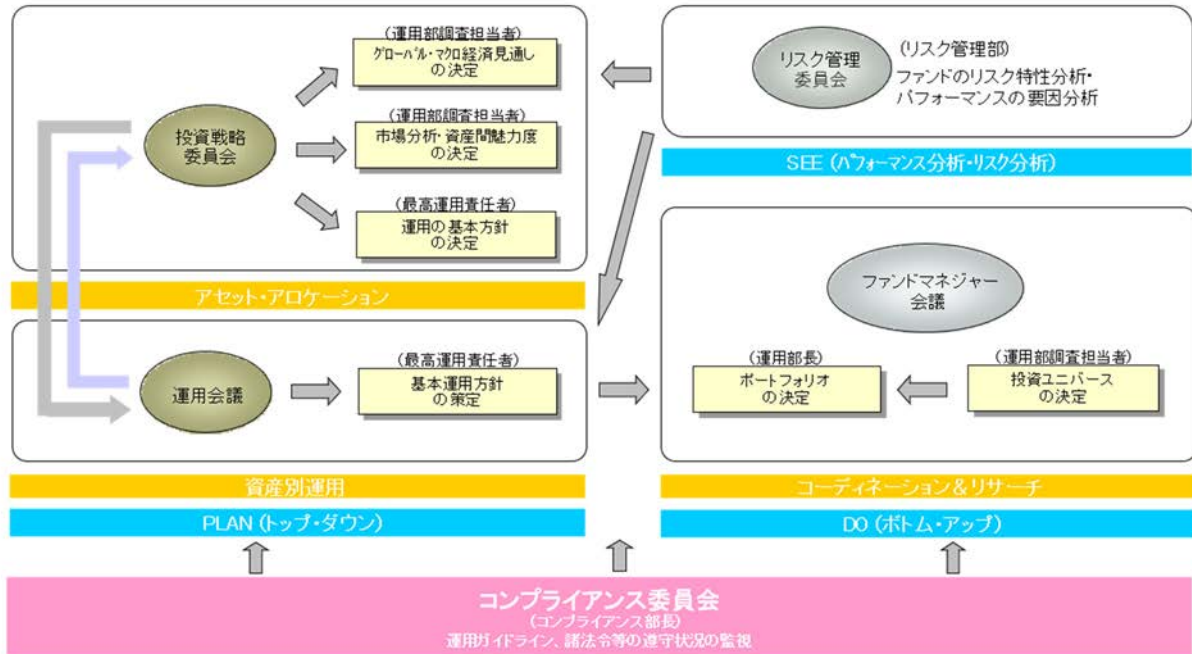 (運用部調査担当者)
グローバル・マクロ経済見通し
の決定
(運用部調査担当者)
市場分析・資産間魅力度
の決定
(最高運用責任者)
運用の基本方針
の決定
投資戦略
委員会
アセット・アロケーション
リスク管理
委員会
(リスク管理部)
ファンドのリスク特性分析・
パフォーマンスの要因分析
SEE (パフォーマンス分析・リスク分析)
運用会議
(最高運用責任者)
基本運用方針
の策定
資産別運用
PLAN (トップ・ダウン)
ファンドマネジャー
会議
(運用部長)
ポートフォリオ
の決定
(運用部調査担当者)
投資ユニバース
の決定
コーディネーション&リサーチ
DO (ボトム・アップ)
コンプライアンス委員会
(コンプライアンス部長)
運用ガイドライン、諸法令等の遵守状況の監視